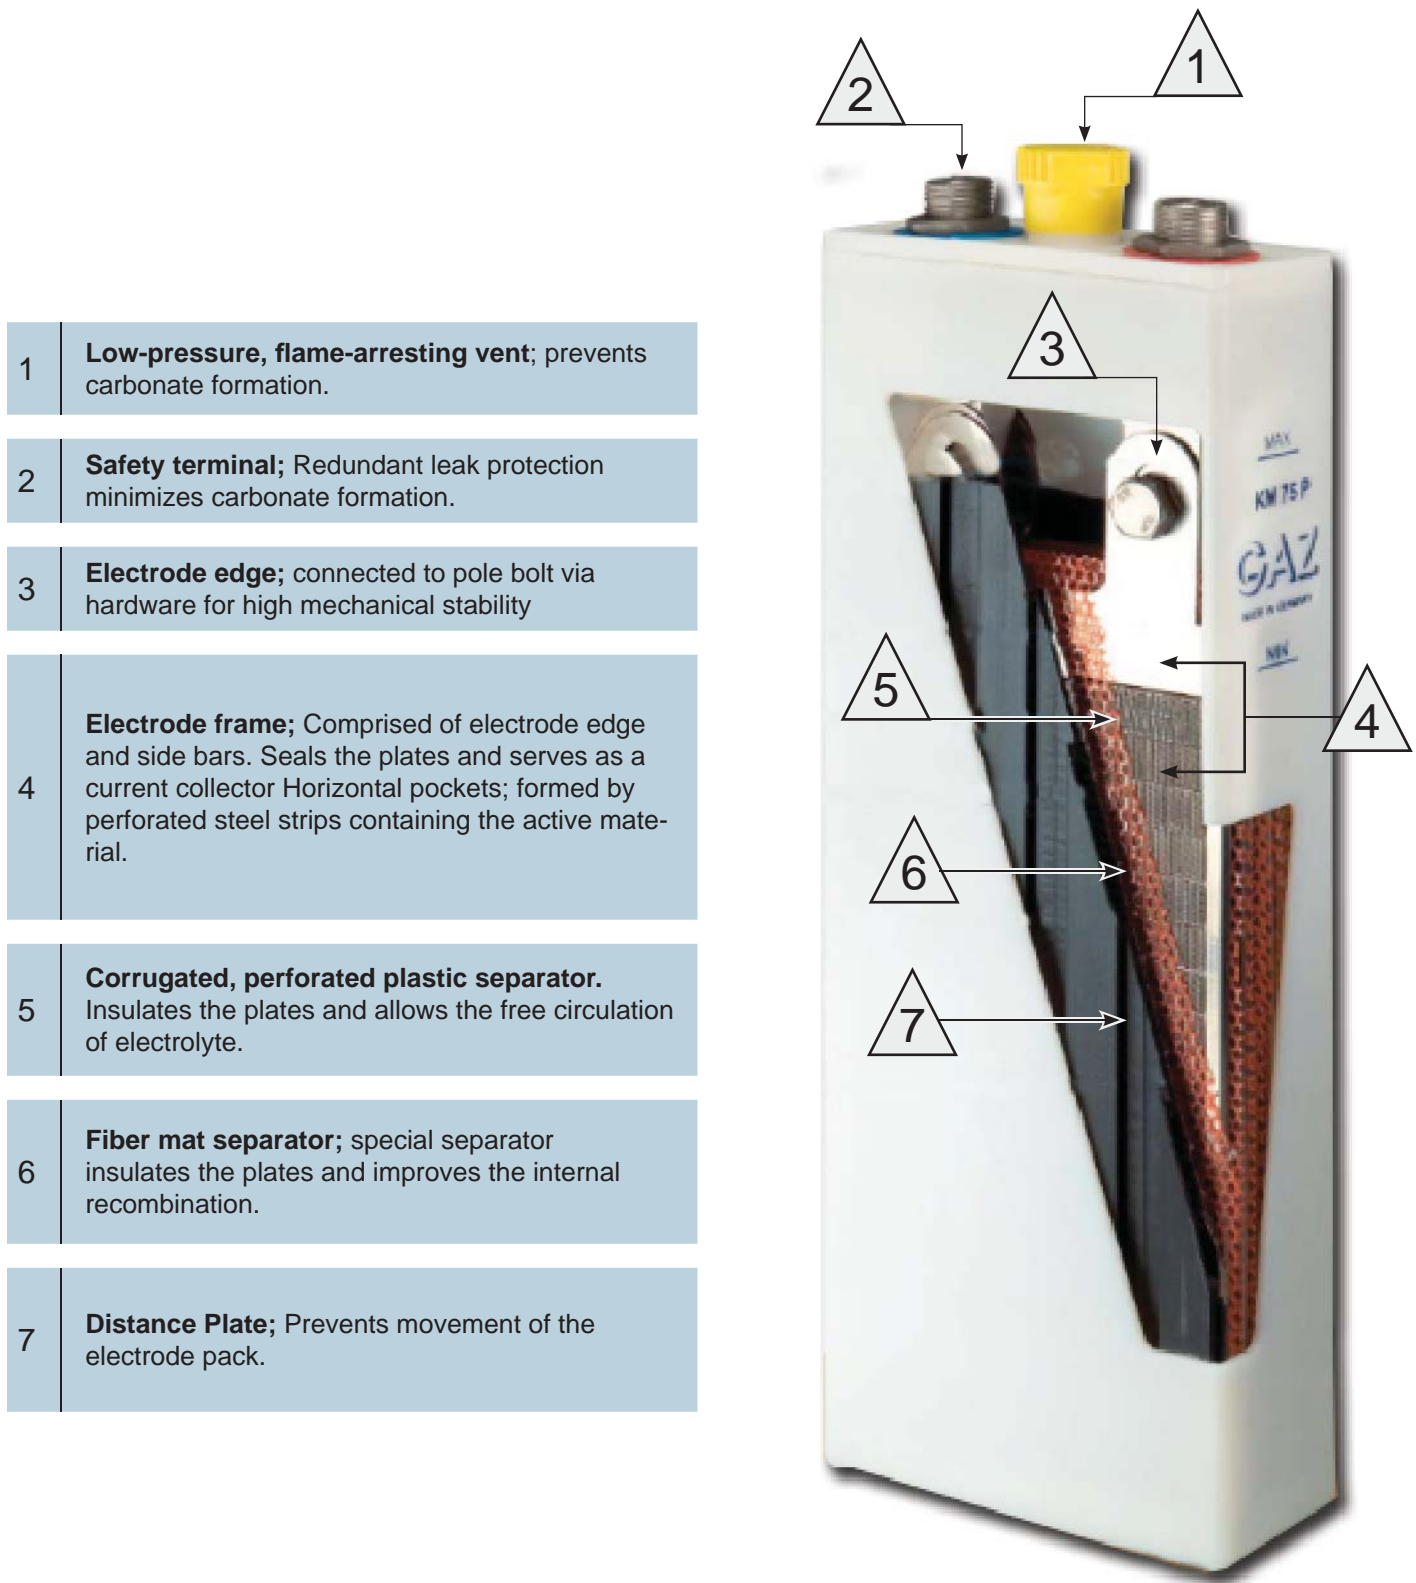 2
1
3
MAX
KM 75 P
GAZ
MADE IN GERMANY
MIN
5
4
6
7
1
Low-pressure, flame-arresting vent; prevents
carbonate formation.
2
Safety terminal; Redundant leak protection
minimizes carbonate formation.
3
Electrode edge; connected to pole bolt via
hardware for high mechanical stability
4
Electrode frame; Comprised of electrode edge
and side bars. Seals the plates and serves as a
current collector Horizontal pockets; formed by
perforated steel strips containing the active mate-
rial.
5
Corrugated, perforated plastic separator.
Insulates the plates and allows the free circulation
of electrolyte.
6
Fiber mat separator; special separator
insulates the plates and improves the internal
recombination.
7
Distance Plate; Prevents movement of the
electrode pack.